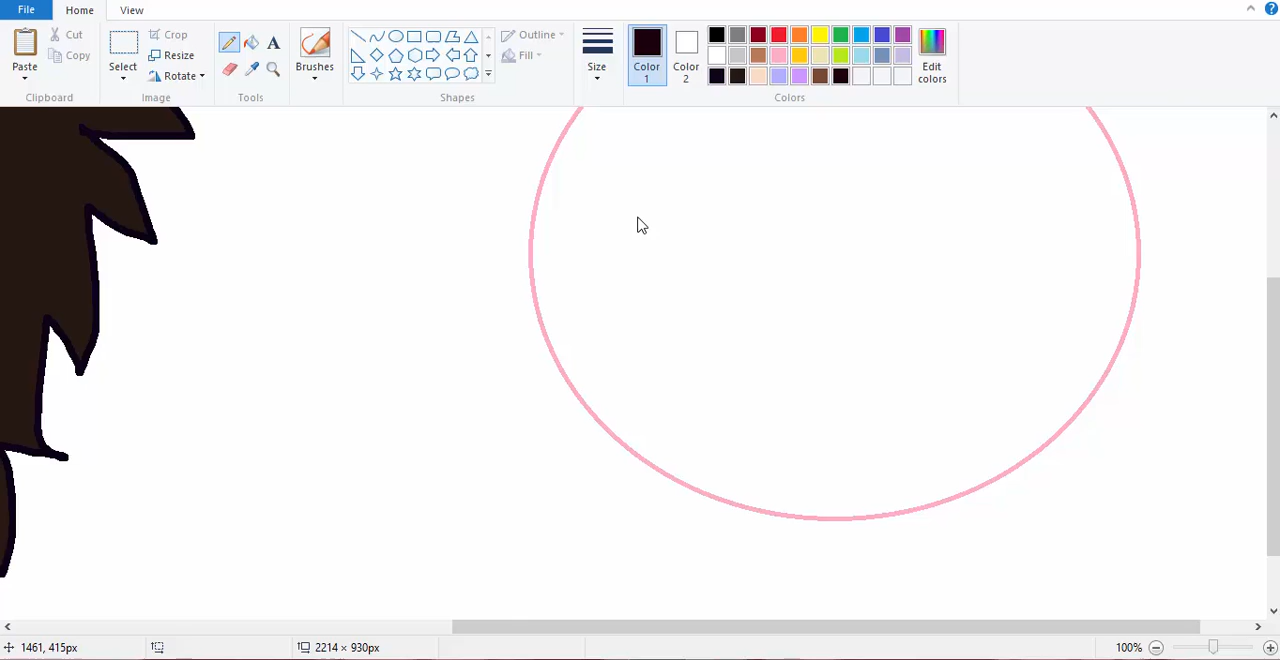 File Home View
Paste Cut Copy Clipboard
Select Crop Resize Rotate Image
A Tools
Brushes
Shapes Outline Fill
Size
Color 1 Color 2 Edit colors Colors
1461, 415px 2214 × 930px 100%